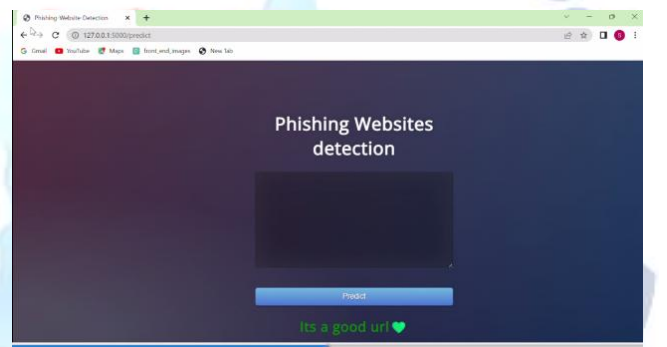 Phishing Website Detection
127.0.0.1:5000/predict
Gmail YouTube Maps front_end_images New Tab
Phishing Websites
detection
Predict
Its a good url